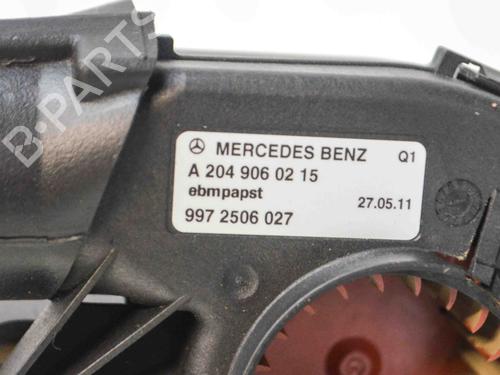 B-PARTS
MERCEDES BENZ Q1
A 204 906 02 15
ebmpapst 27.05.11
997 2506 027